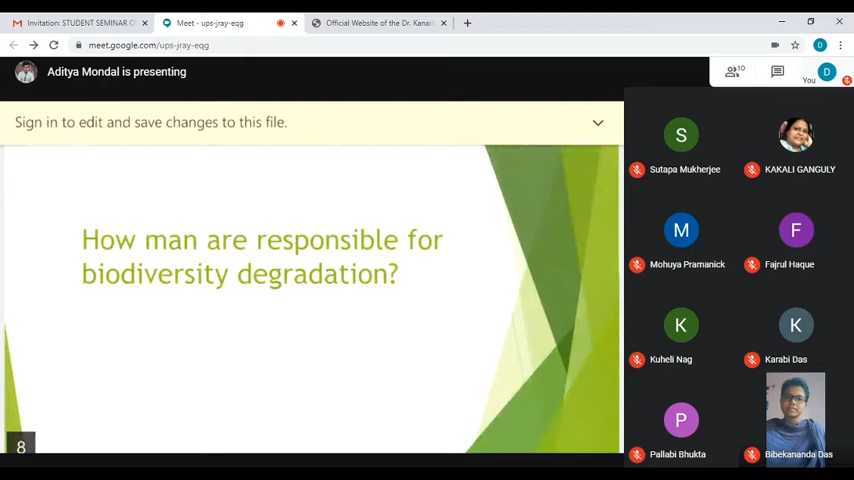 Invitation: STUDENT SEMINAR O
Meet - ups-jray-eqg
Official Website of the Dr. Kanail
meet.google.com/ups-jray-eqg
D
Aditya Mondal is presenting
10
D
You
Sign in to edit and save changes to this file.
How man are responsible for
biodiversity degradation?
8
S
Sutapa Mukherjee
KAKALI GANGULY
M
Mohuya Pramanick
F
Fajrul Haque
K
Kuheli Nag
K
Karabi Das
P
Pallabi Bhukta
Bibekananda Das